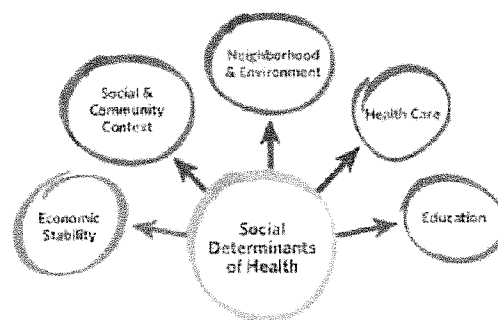 Neighborhood
& Environment
Social &
Community
Context
Health Care
Economic
Stability
Social
Determinants
of Health
Education